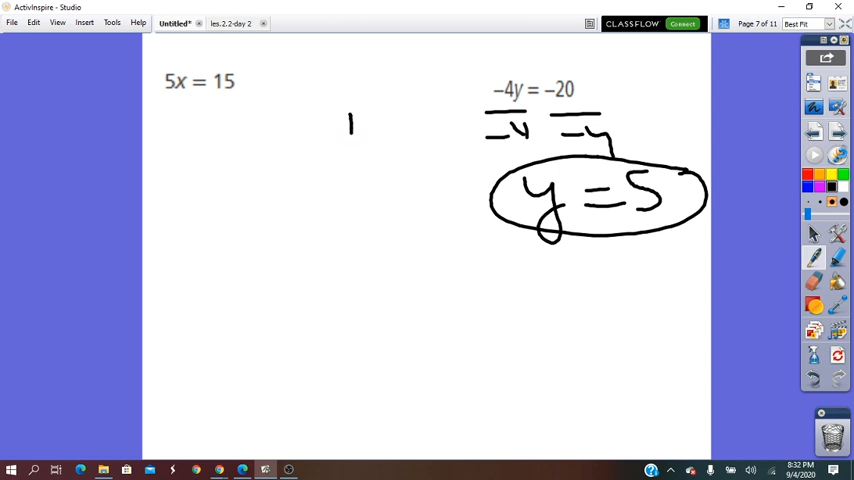 ActivInspire - Studio
File Edit View Insert Tools Help
Untitled*
les.2.2-day 2
CLASSFLOW Connect
Page 7 of 11
Best Fit
5x = 15
–4y = –20
–4 –4
y = 5
8:32 PM
9/4/2020